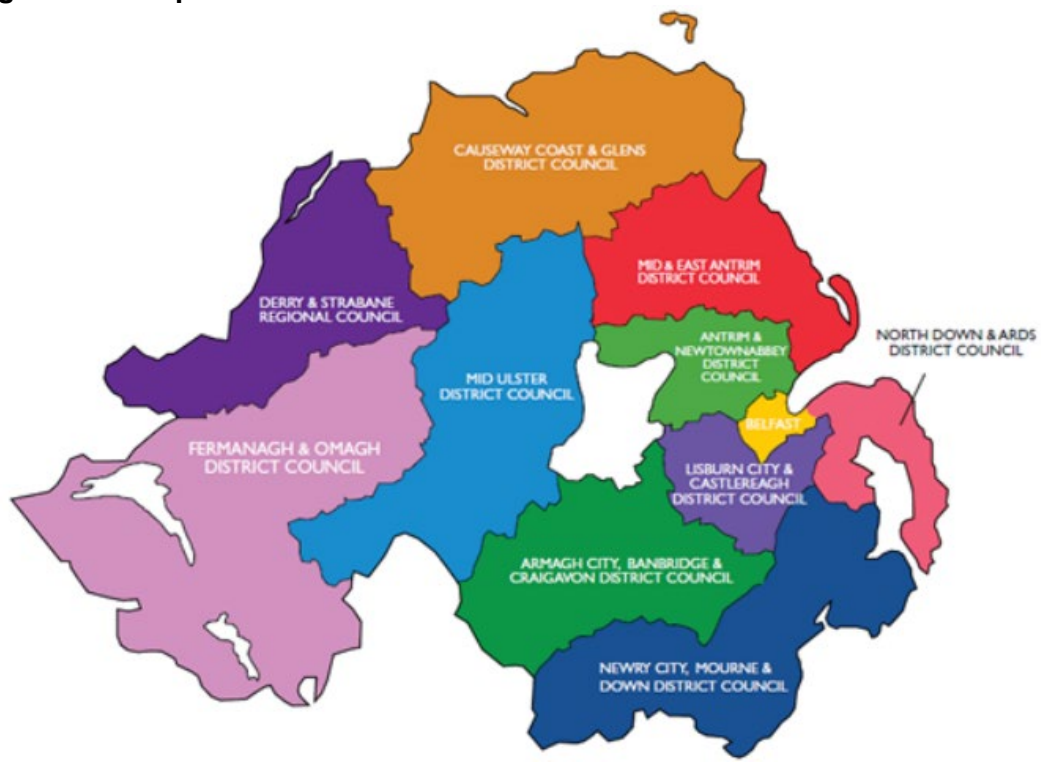 CAUSEWAY COAST & GLENS
DISTRICT COUNCIL
MID & EAST ANTRIM
DISTRICT COUNCIL
DERRY & STRABANE
REGIONAL COUNCIL
NORTH DOWN & ARDS
DISTRICT COUNCIL
ANTRIM &
NEWTOWNABBEY
DISTRICT
COUNCIL
MID ULSTER
DISTRICT COUNCIL
BELFAST
FERMANAGH & OMAGH
DISTRICT COUNCIL
LISBURN CITY &
CASTLEREAGH
DISTRICT COUNCIL
ARMAGH CITY, BANBRIDGE &
CRAIGAVON DISTRICT COUNCIL
NEWRY CITY, MOURNE &
DOWN DISTRICT COUNCIL